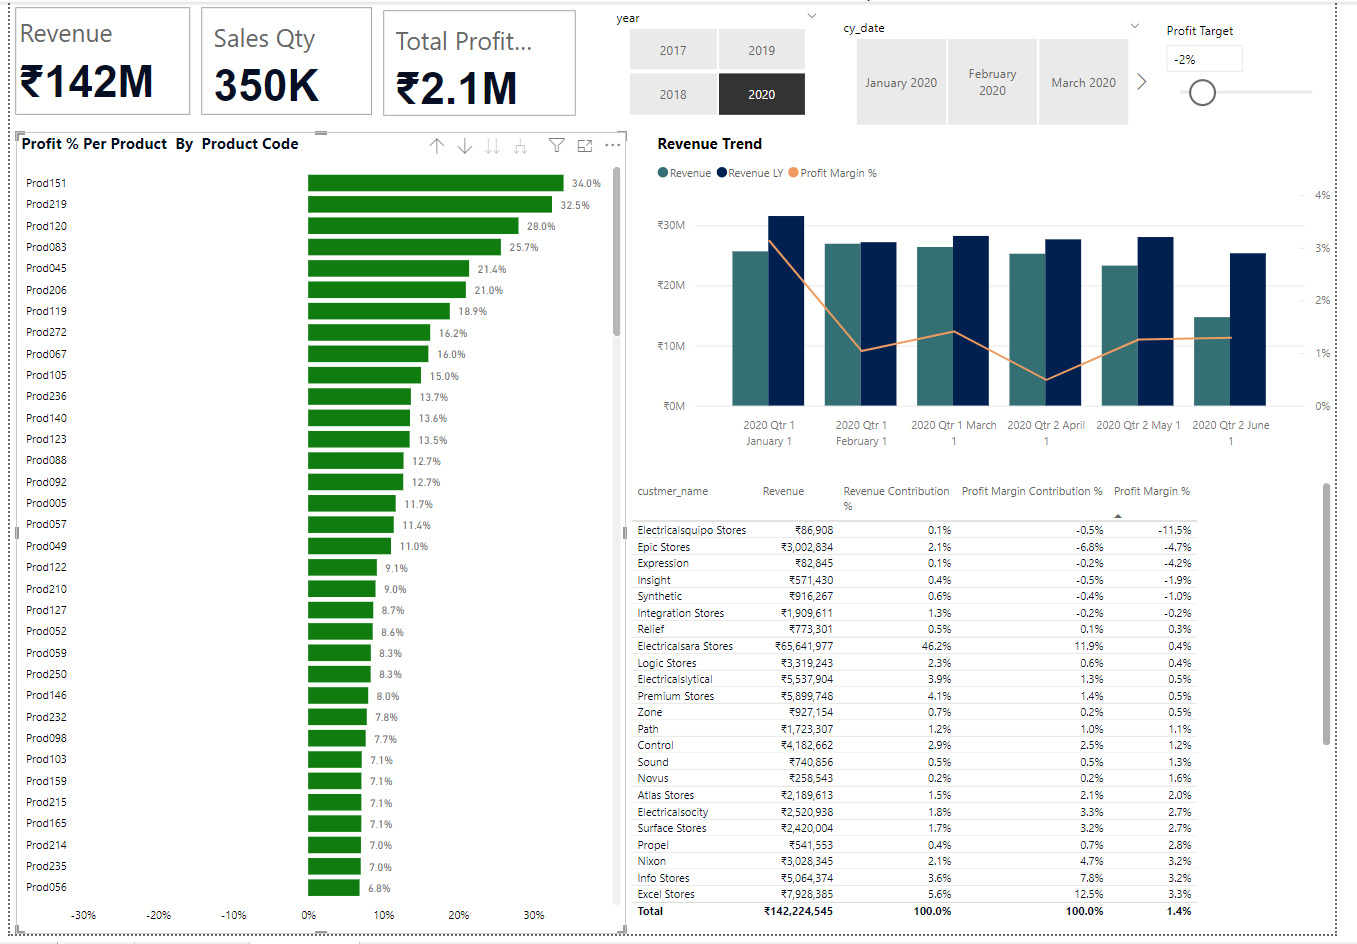 Revenue
₹142M
Sales Qty
350K
Total Profit...
₹2.1M
year
2017
2019
2018
2020
cy_date
January 2020
February
2020
March 2020
Profit Target
-2%
Profit % Per Product By Product Code
Prod151 34.0%
Prod219 32.5%
Prod120 28.0%
Prod083 25.7%
Prod045 21.4%
Prod206 21.0%
Prod119 18.9%
Prod272 16.2%
Prod067 16.0%
Prod105 15.0%
Prod236 13.7%
Prod140 13.6%
Prod123 13.5%
Prod088 12.7%
Prod092 12.7%
Prod005 11.7%
Prod057 11.4%
Prod049 11.0%
Prod122 9.1%
Prod210 9.0%
Prod127 8.7%
Prod052 8.6%
Prod059 8.3%
Prod250 8.3%
Prod146 8.0%
Prod232 7.8%
Prod098 7.7%
Prod103 7.1%
Prod159 7.1%
Prod215 7.1%
Prod165 7.1%
Prod214 7.0%
Prod235 7.0%
Prod056 6.8%
-30% -20% -10% 0% 10% 20% 30%
Revenue Trend
Revenue Revenue LY Profit Margin %
4%
₹30M
3%
₹20M
2%
₹10M
1%
₹0M
0%
2020 Qtr 1 2020 Qtr 1 2020 Qtr 1 March 2020 Qtr 2 April 2020 Qtr 2 May 1 2020 Qtr 2 June
January 1 February 1 1 1 1
custmer_name Revenue Revenue Contribution Profit Margin Contribution % Profit Margin %
%
Electricalsquipo Stores ₹86,908 0.1% -0.5% -11.5%
Epic Stores ₹3,002,834 2.1% -6.8% -4.7%
Expression ₹82,845 0.1% -0.2% -4.2%
Insight ₹571,430 0.4% -0.5% -1.9%
Synthetic ₹916,267 0.6% -0.4% -1.0%
Integration Stores ₹1,909,611 1.3% -0.2% -0.2%
Relief ₹773,301 0.5% 0.1% 0.3%
Electricalsara Stores ₹65,641,977 46.2% 11.9% 0.4%
Logic Stores ₹3,319,243 2.3% 0.6% 0.4%
Electricalslytical ₹5,537,904 3.9% 1.3% 0.5%
Premium Stores ₹5,899,748 4.1% 1.4% 0.5%
Zone ₹927,154 0.7% 0.2% 0.5%
Path ₹1,723,307 1.2% 1.0% 1.1%
Control ₹4,182,662 2.9% 2.5% 1.2%
Sound ₹740,856 0.5% 0.5% 1.3%
Novus ₹258,543 0.2% 0.2% 1.6%
Atlas Stores ₹2,189,613 1.5% 2.1% 2.0%
Electricalsocity ₹2,520,938 1.8% 3.3% 2.7%
Surface Stores ₹2,420,004 1.7% 3.2% 2.7%
Propel ₹541,553 0.4% 0.7% 2.8%
Nixon ₹3,028,345 2.1% 4.7% 3.2%
Info Stores ₹5,064,374 3.6% 7.8% 3.2%
Excel Stores ₹7,928,385 5.6% 12.5% 3.3%
Total ₹142,224,545 100.0% 100.0% 1.4%